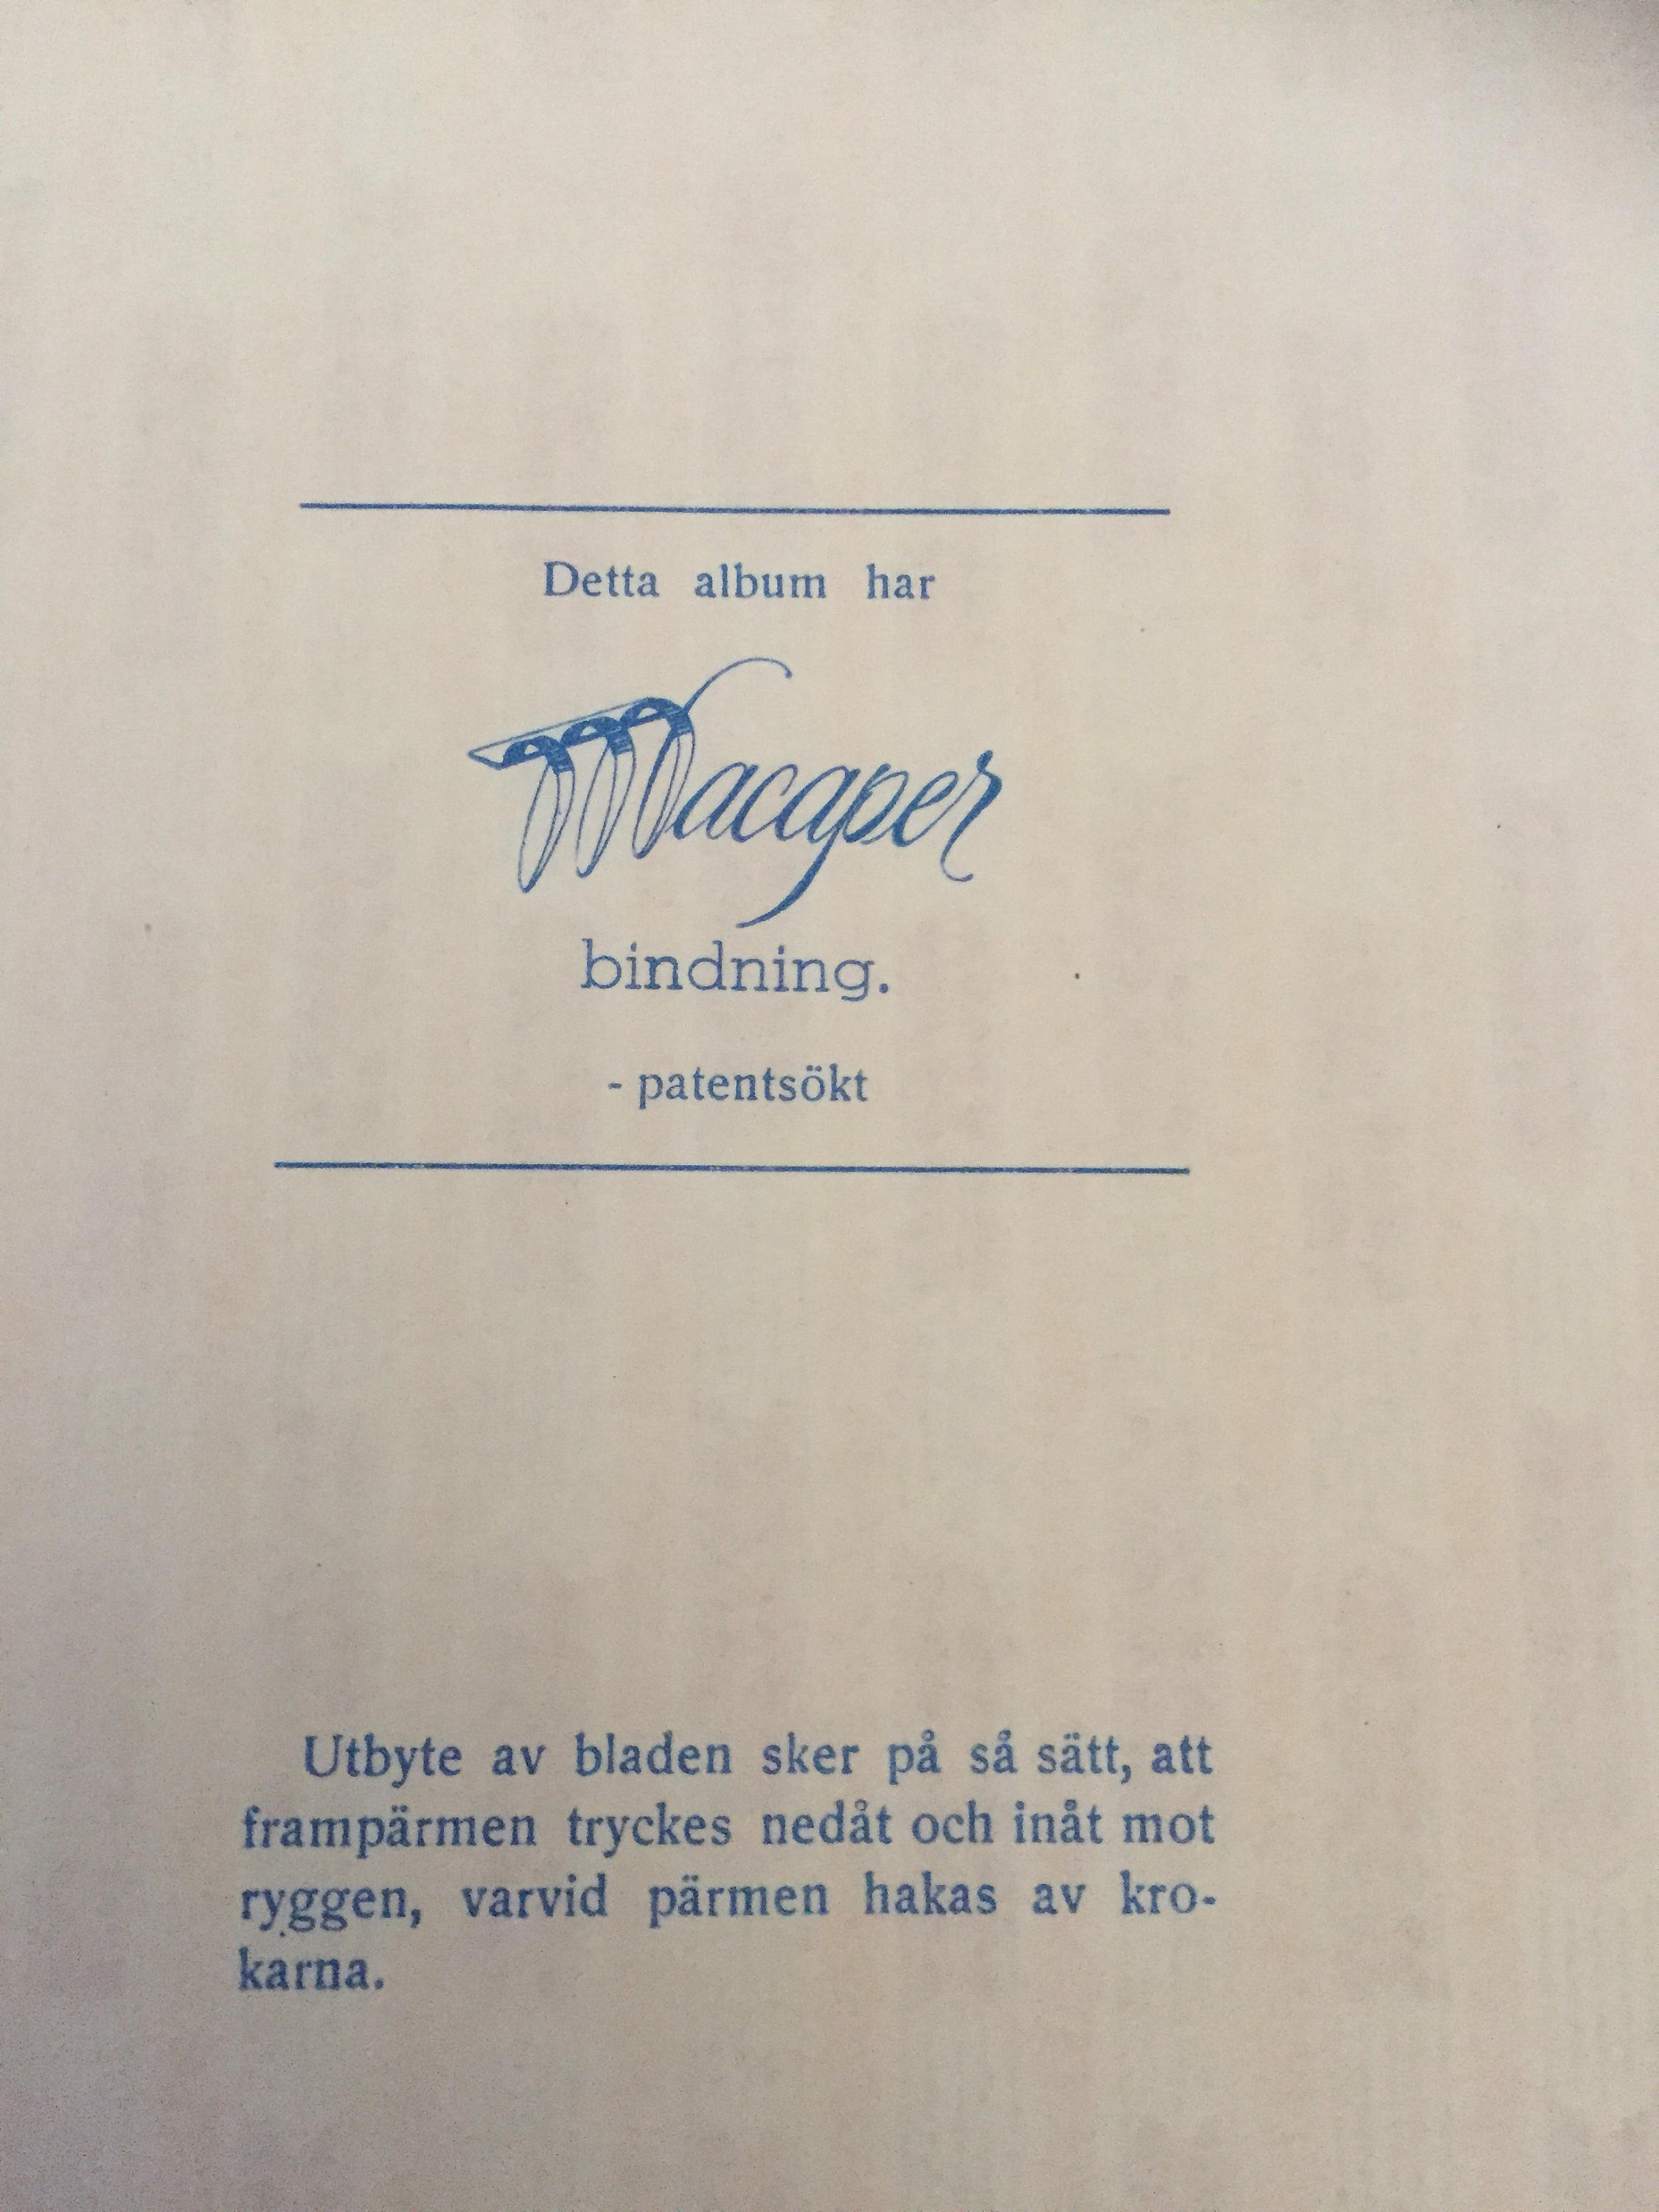 Detta album har
Macaper
bindning.
- patentsökt
Utbyte av bladen sker på så sätt, att
frampärmen tryckes nedåt och inåt mot
ryggen, varvid pärmen hakas av kro-
karna.